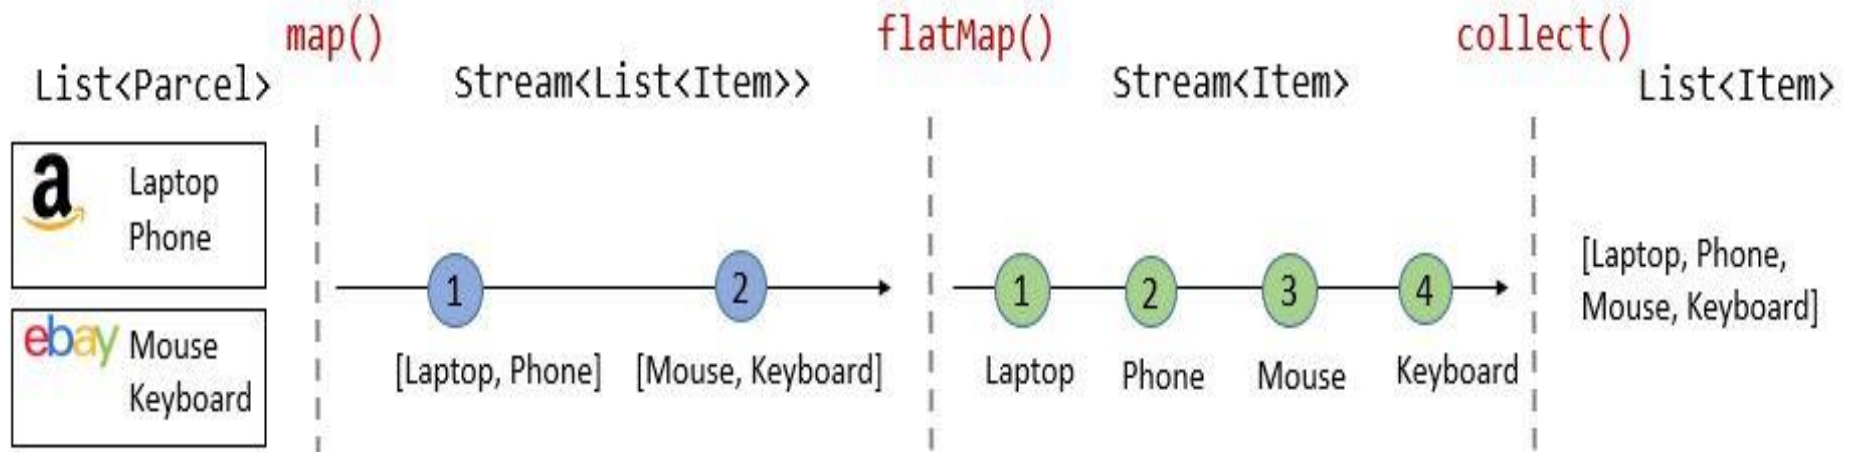 map()
flatMap()
collect()
List<Parcel>
Stream<List<Item>>
Stream<Item>
List<Item>
a
Laptop
Phone
ebay
Mouse
Keyboard
1
2
[Laptop, Phone]
[Mouse, Keyboard]
1
2
3
4
Laptop
Phone
Mouse
Keyboard
[Laptop, Phone,
Mouse, Keyboard]